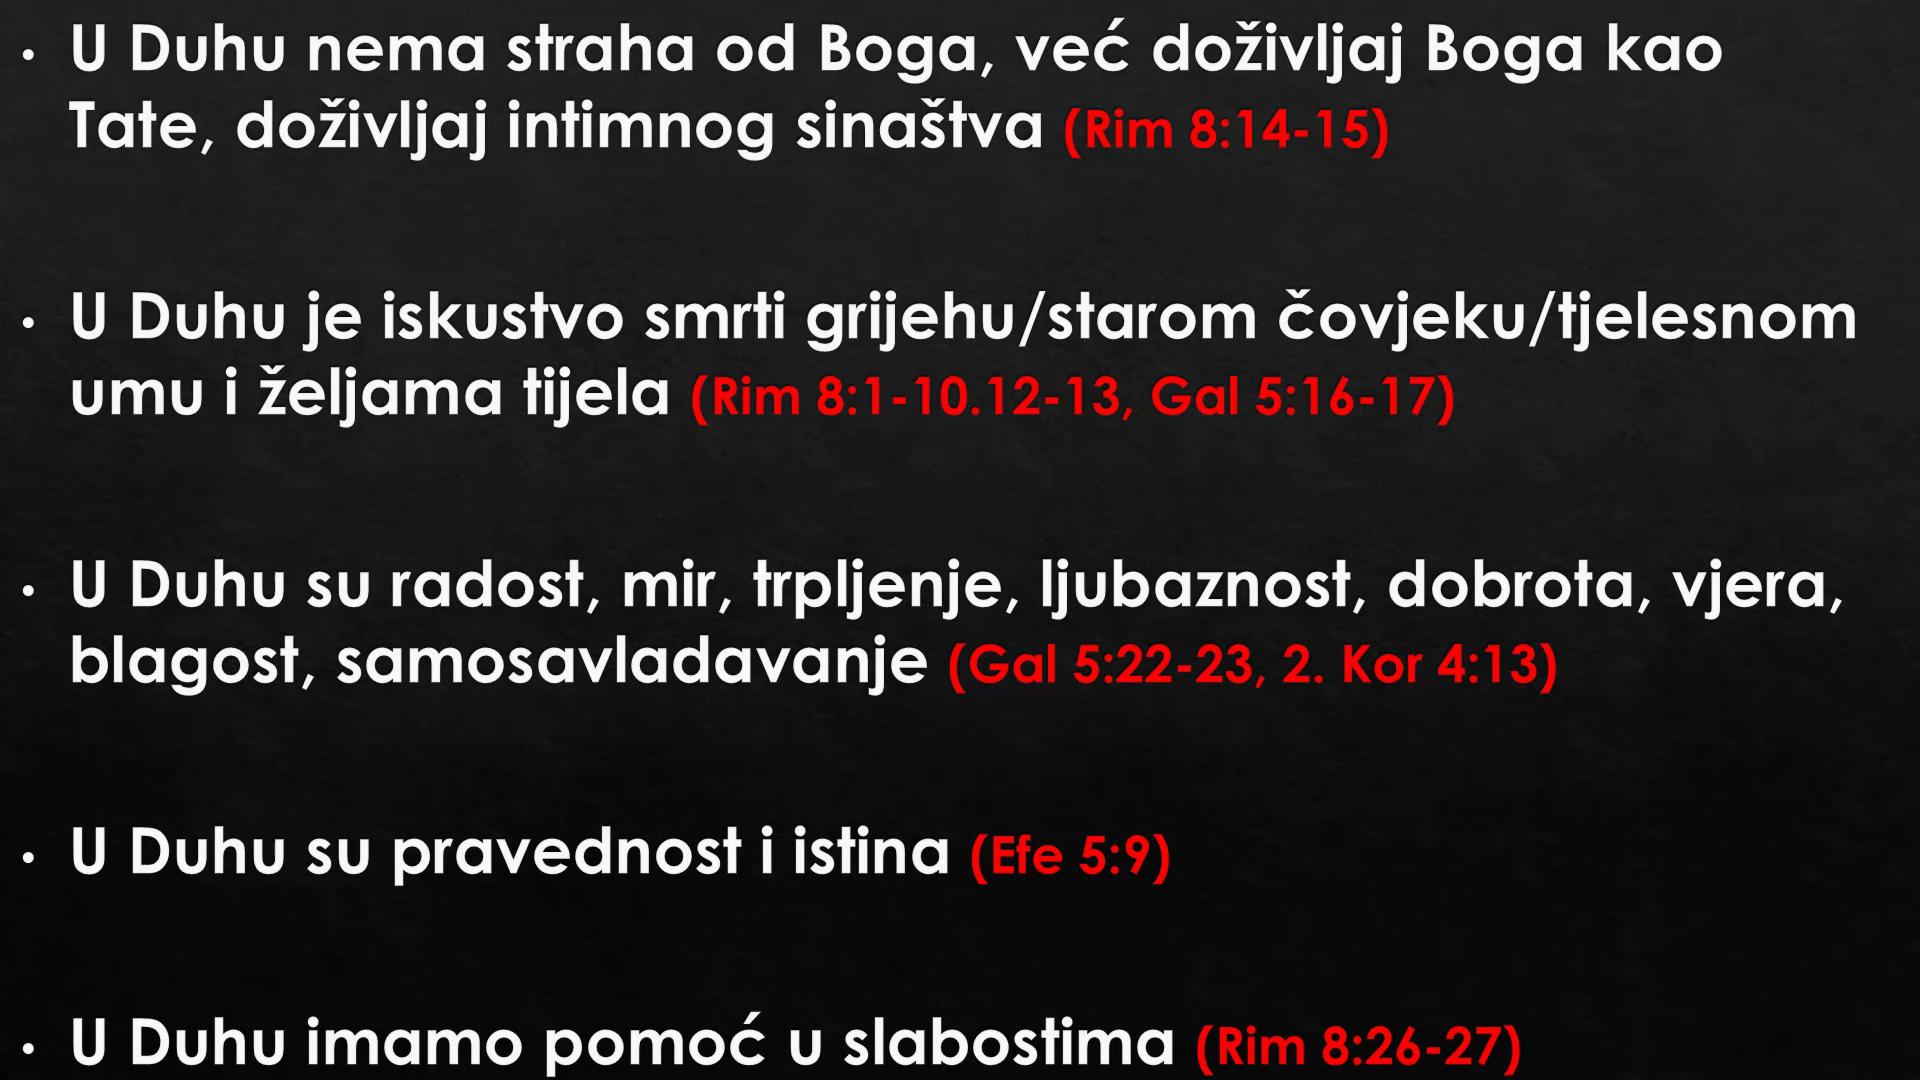 • U Duhu nema straha od Boga, već doživljaj Boga kao
Tate, doživljaj intimnog sinaštva (Rim 8:14-15)
• U Duhu je iskustvo smrti grijehu/starom čovjeku/tjelesnom
umu i željama tijela (Rim 8:1-10.12-13, Gal 5:16-17)
• U Duhu su radost, mir, trpljenje, ljubaznost, dobrota, vjera,
blagost, samosavladavanje (Gal 5:22-23, 2. Kor 4:13)
• U Duhu su pravednost i istina (Efe 5:9)
• U Duhu imamo pomoć u slabostima (Rim 8:26-27)